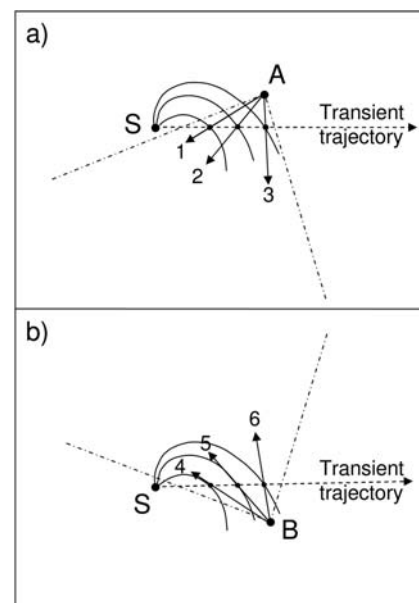 a)
A
S
Transient
trajectory
1
2
3
b)
6
5
4
Transient
trajectory
S
B